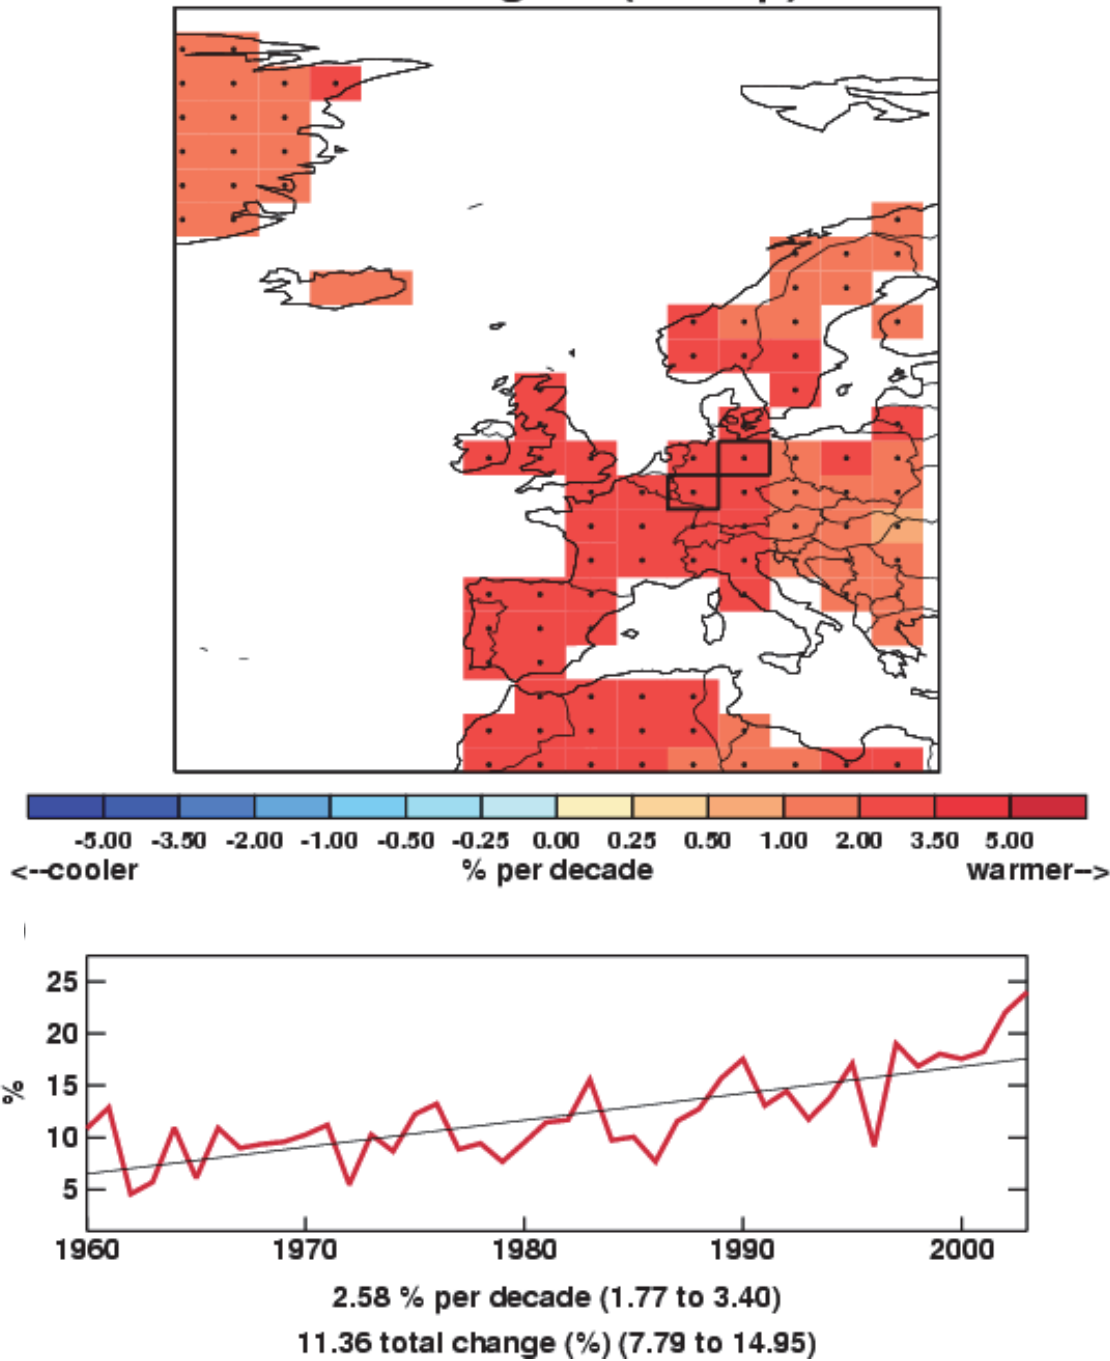 -5.00 -3.50 -2.00 -1.00 -0.50 -0.25 0.00 0.25 0.50 1.00 2.00 3.50 5.00
<--cooler % per decade warmer-->
25
20
15
10
5
%
1960 1970 1980 1990 2000
2.58 % per decade (1.77 to 3.40)
11.36 total change (%) (7.79 to 14.95)